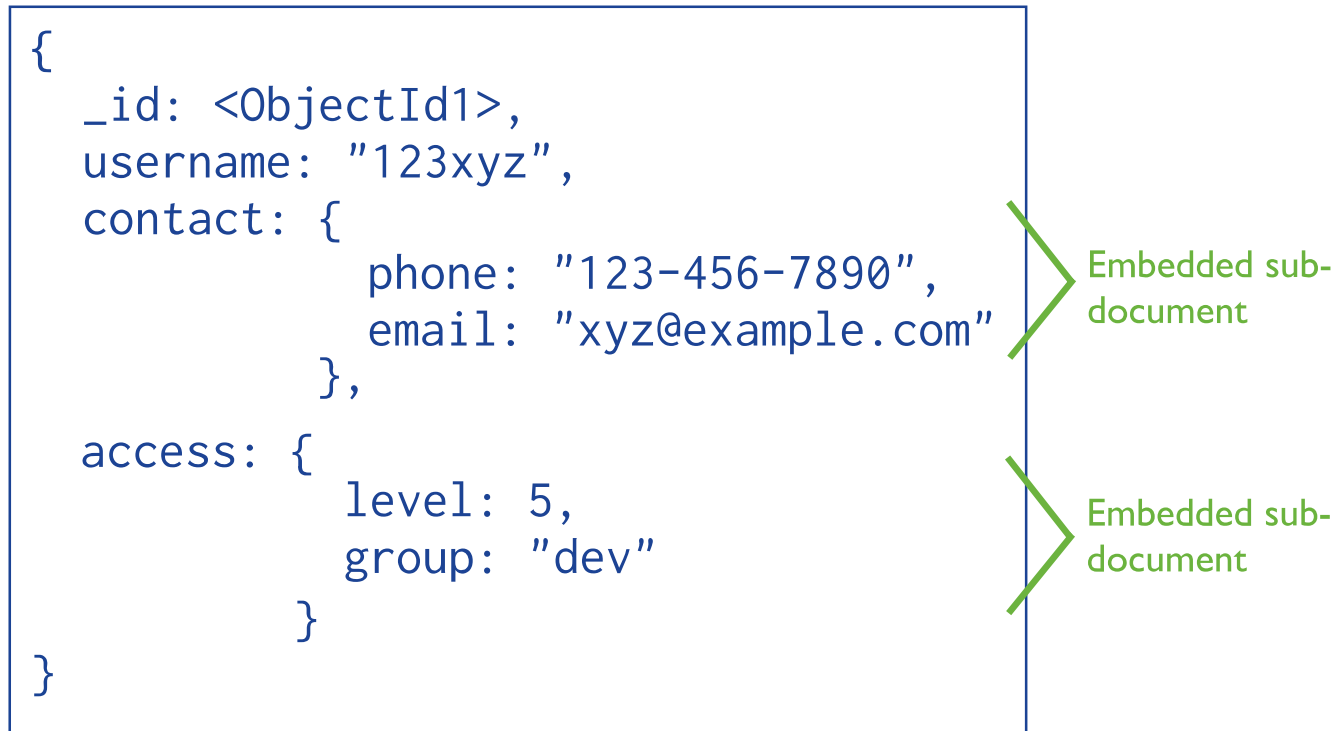 {
_id: <ObjectId1>,
username: "123xyz",
contact: {
phone: "123-456-7890",
email: "xyz@example.com"
},
access: {
level: 5,
group: "dev"
}
}
Embedded sub-
document
Embedded sub-
document